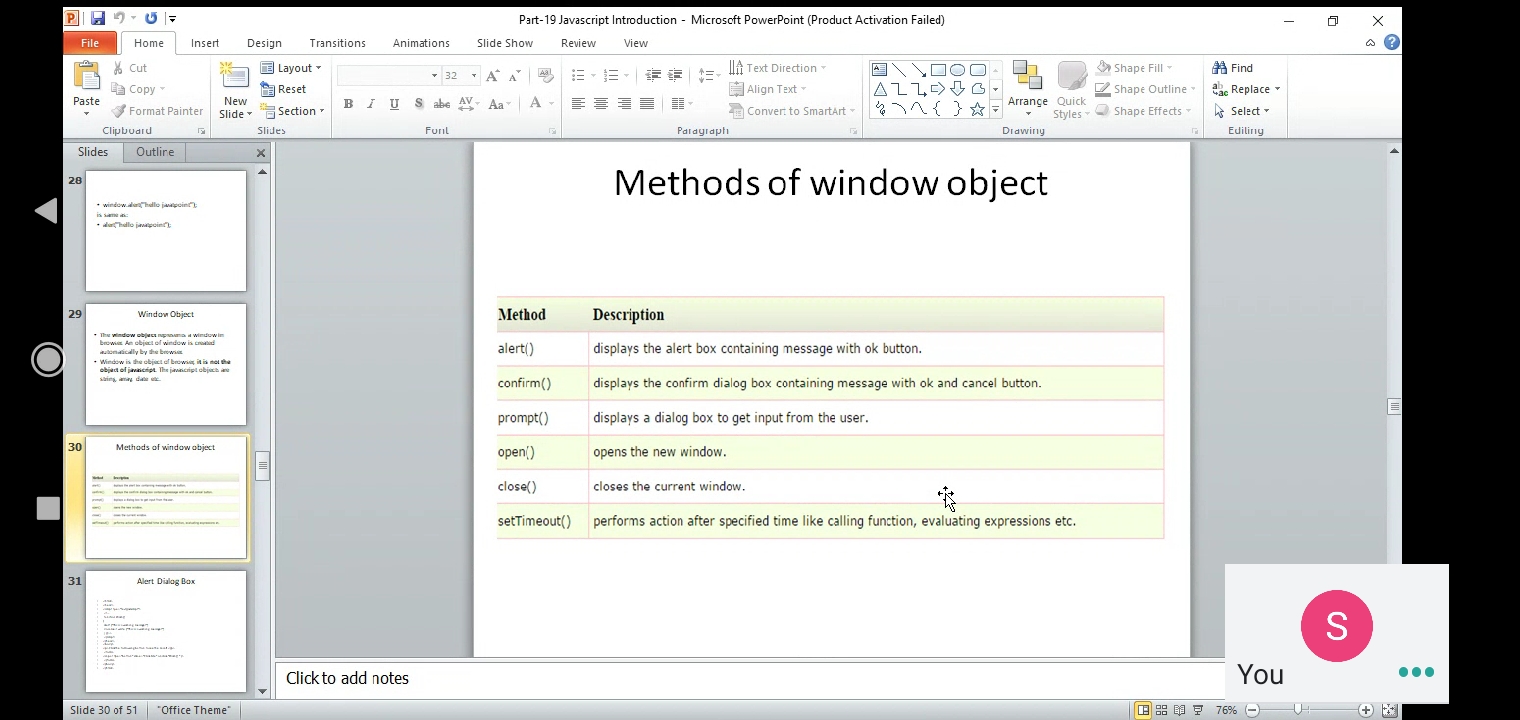 Part-19 Javascript Introduction - Microsoft PowerPoint (Product Activation Failed)
File Home Insert Design Transitions Animations Slide Show Review View
Paste
Cut
Copy
Format Painter
Clipboard
New
Slide
Layout
Reset
Section
Slides
32
Font
Text Direction
Align Text
Convert to SmartArt
Paragraph
Arrange
Quick
Styles
Shape Fill
Shape Outline
Shape Effects
Drawing
Find
Replace
Select
Editing
Slides Outline
28
• window.alert("hello javatpoint");
is same as:
• alert("hello javatpoint");
29
Window Object
• The window object represents a window in
browser. An object of window is created
automatically by the browser.
• Window is the object of browser, it is not the
object of javascript. The javascript objects are
string, array, date etc.
30
Methods of window object
31
Alert Dialog Box
Methods of window object
Method Description
alert() displays the alert box containing message with ok button.
confirm() displays the confirm dialog box containing message with ok and cancel button.
prompt() displays a dialog box to get input from the user.
open() opens the new window.
close() closes the current window.
setTimeout() performs action after specified time like calling function, evaluating expressions etc.
Click to add notes
S
You
Slide 30 of 51 "Office Theme" 76%